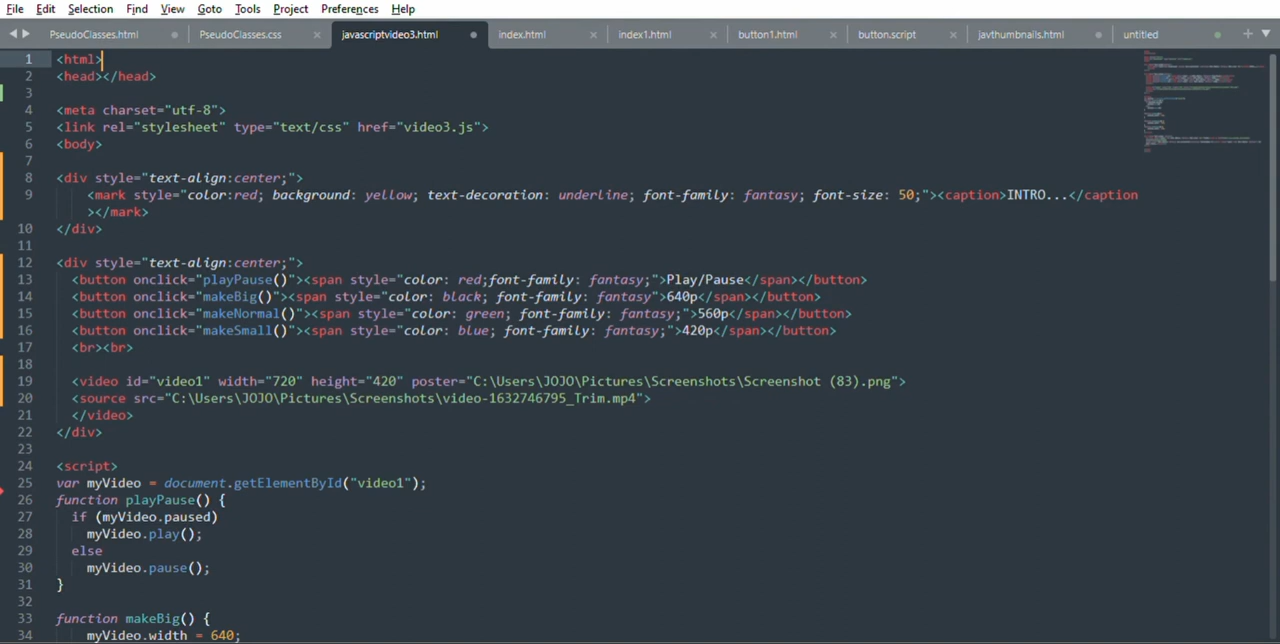 File Edit Selection Find View Goto Tools Project Preferences Help
PseudoClasses.html PseudoClasses.css javascriptvideo3.html index.html index1.html button1.html button.script javthumbnails.html untitled
1 <html>
2 <head></head>
3
4 <meta charset="utf-8">
5 <link rel="stylesheet" type="text/css" href="video3.js">
6 <body>
7
8 <div style="text-align:center;">
9 <mark style="color:red; background: yellow; text-decoration: underline; font-family: fantasy; font-size: 50;"><caption>INTRO...</caption
></mark>
10 </div>
11
12 <div style="text-align:center;">
13 <button onclick="playPause()"><span style="color: red;font-family: fantasy;">Play/Pause</span></button>
14 <button onclick="makeBig()"><span style="color: black; font-family: fantasy">640p</span></button>
15 <button onclick="makeNormal()"><span style="color: green; font-family: fantasy;">560p</span></button>
16 <button onclick="makeSmall()"><span style="color: blue; font-family: fantasy;">420p</span></button>
17 <br><br>
18
19 <video id="video1" width="720" height="420" poster="C:\Users\JOJO\Pictures\Screenshots\Screenshot (83).png">
20 <source src="C:\Users\JOJO\Pictures\Screenshots\video-1632746795_Trim.mp4">
21 </video>
22 </div>
23
24 <script>
25 var myVideo = document.getElementById("video1");
26 function playPause() {
27 if (myVideo.paused)
28 myVideo.play();
29 else
30 myVideo.pause();
31 }
32
33 function makeBig() {
34 myVideo.width = 640;